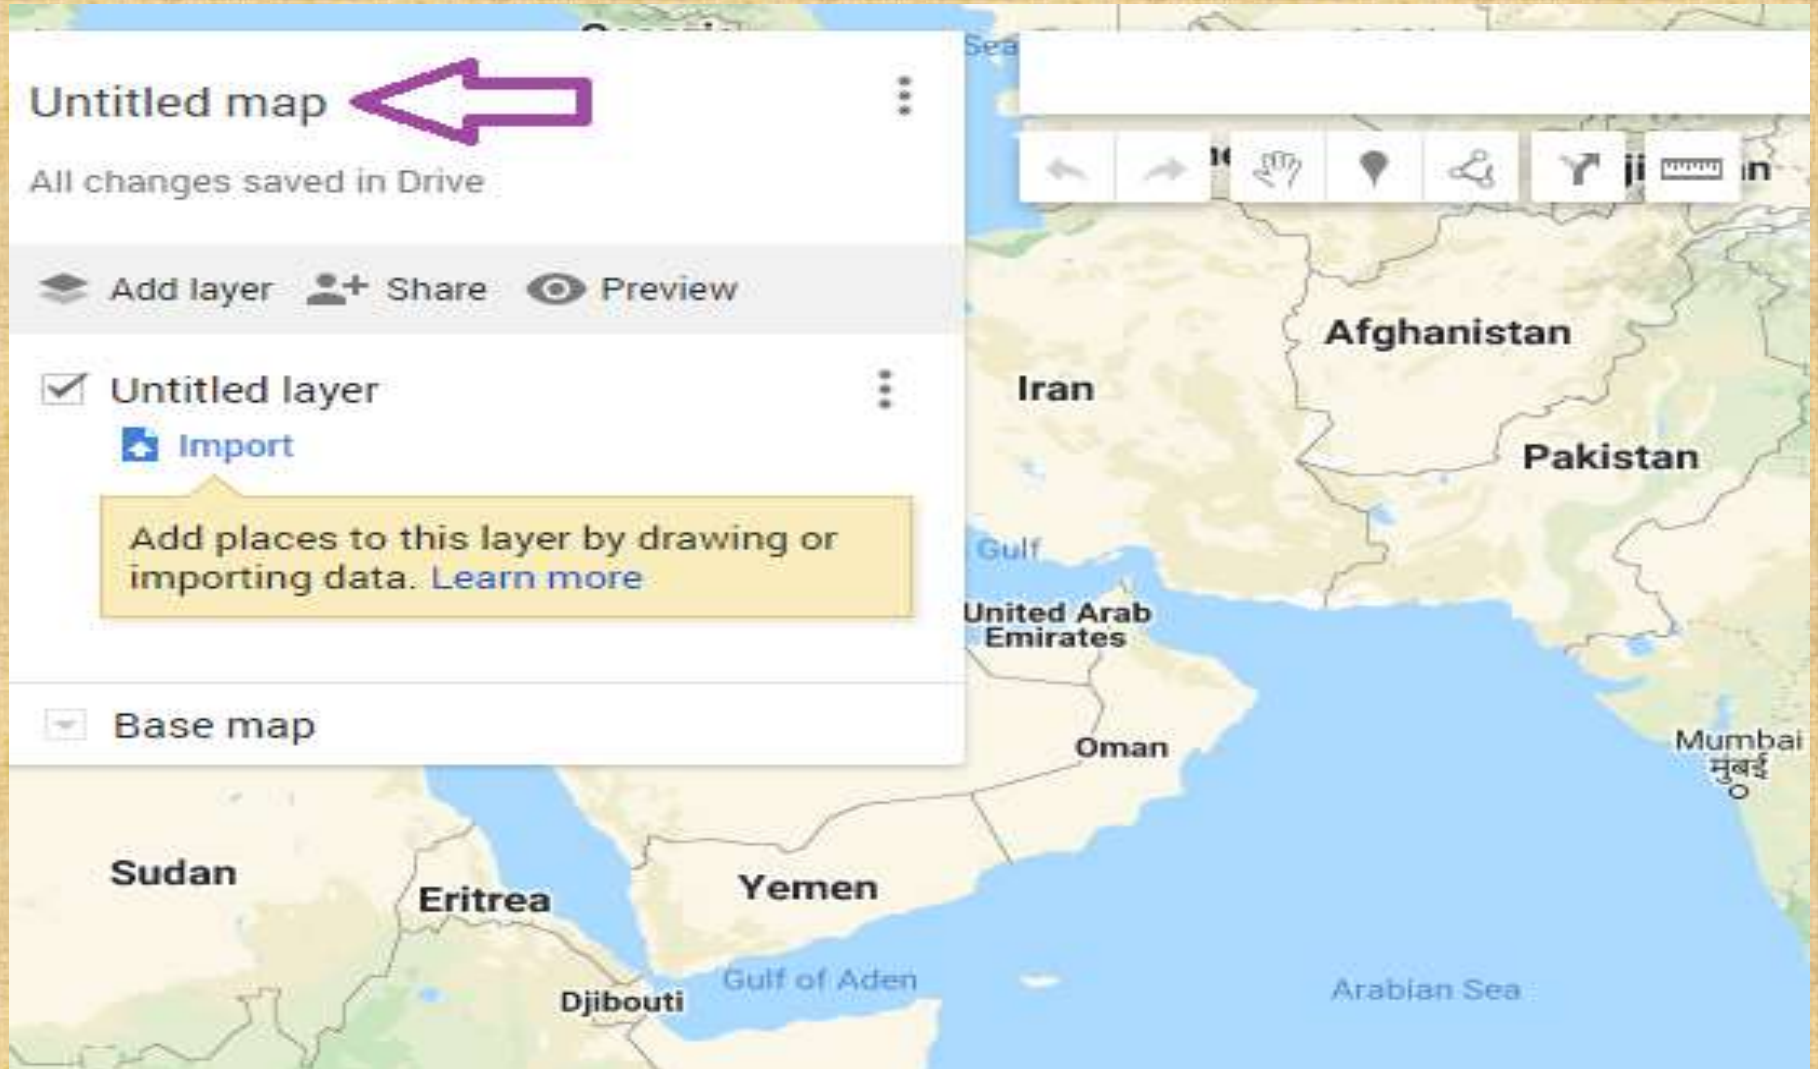 Sea
Untitled map
All changes saved in Drive
Add layer Share Preview
Untitled layer
Import
Add places to this layer by drawing or
importing data. Learn more
Base map
Afghanistan
Iran
Pakistan
Gulf
United Arab
Emirates
Oman
Mumbai
मुंबई
Sudan
Eritrea
Yemen
Gulf of Aden
Djibouti
Arabian Sea